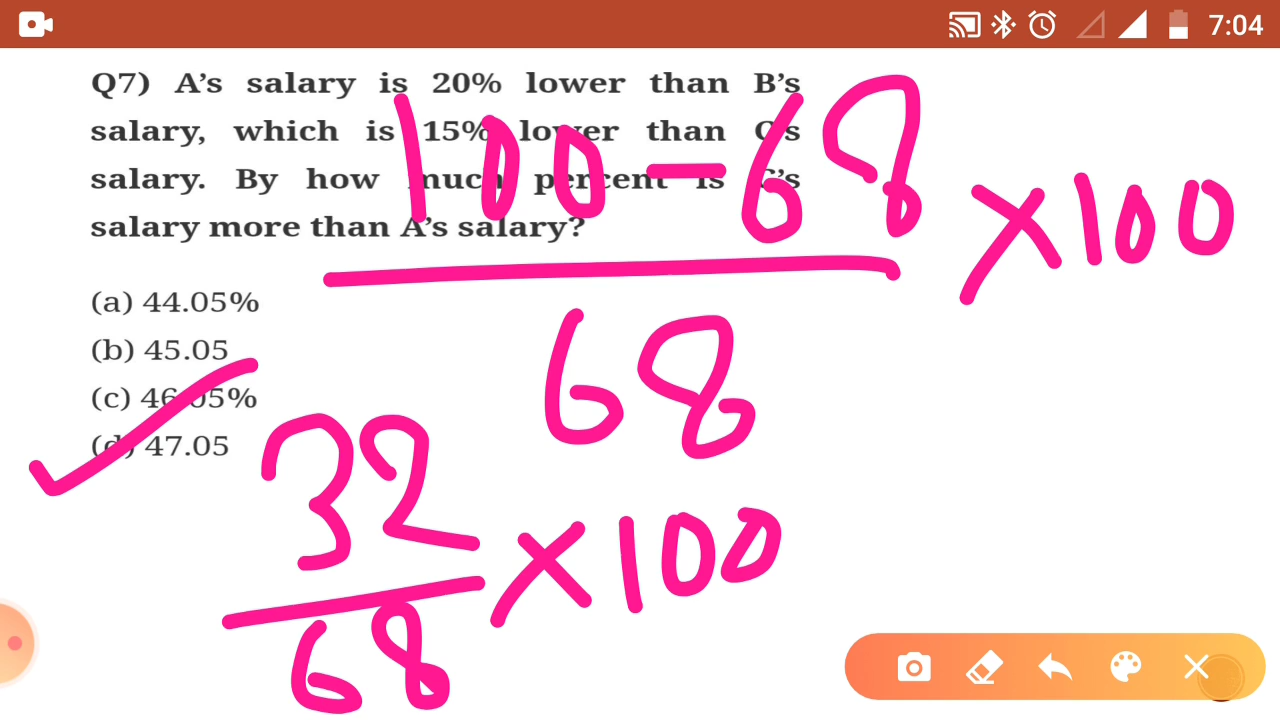 7:04
Q7) A's salary is 20% lower than B's
salary, which is 15% lower than C's
salary. By how much percent is C's
salary more than A's salary?
100 - 68 × 100
68
(a) 44.05%
(b) 45.05
(c) 46.05%
(d) 47.05
32 × 100
68